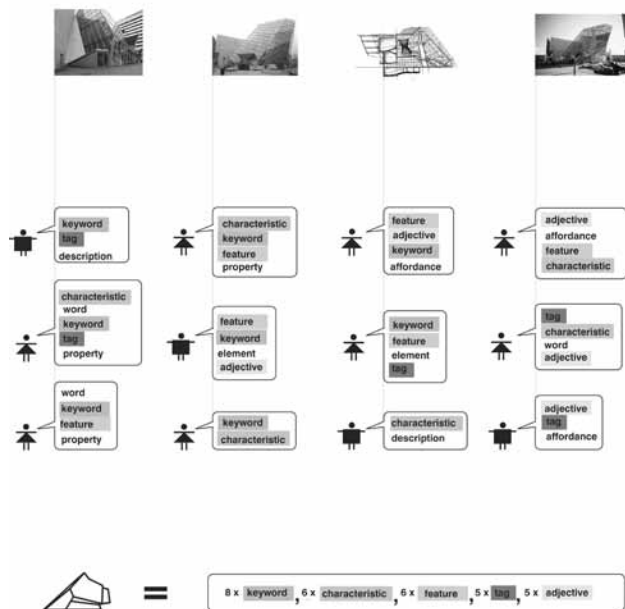 keyword
tag
description
characteristic
keyword
feature
property
feature
adjective
keyword
affordance
adjective
affordance
feature
characteristic
characteristic
word
keyword
tag
property
feature
keyword
element
adjective
keyword
feature
element
tag
tag
characteristic
word
adjective
word
keyword
feature
property
keyword
characteristic
characteristic
description
adjective
tag
affordance
= 8 x keyword , 6 x characteristic , 6 x feature , 5 x tag , 5 x adjective